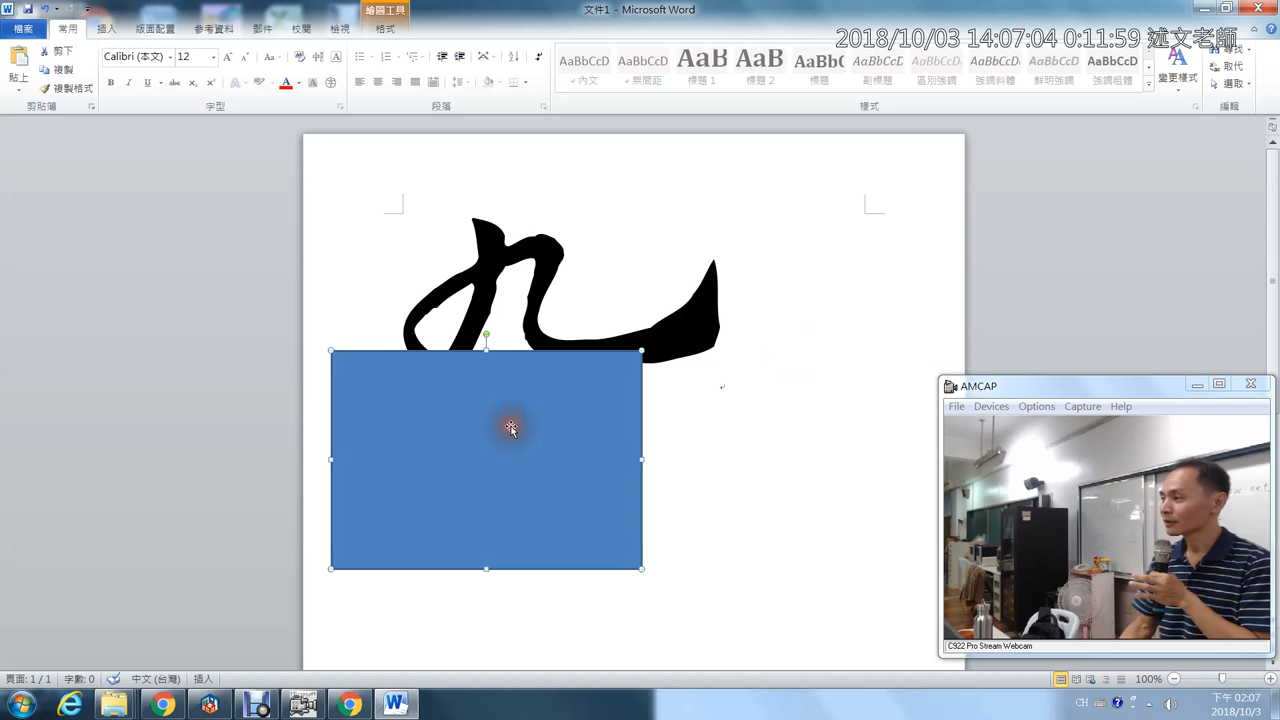 文件1 - Microsoft Word
繪圖工具
檔案 常用 插入 版面配置 參考資料 郵件 校閱 檢視 格式
2018/10/03 14:07:04 0:11:59 述文老師
貼上
剪下
複製
複製格式
剪貼簿
Calibri (本文) 12
字型
段落
AaBbCcD 內文
AaBbCcD 無間距
AaB 標題 1
AaB 標題 2
AaBbC 副標題
AaBbCcD 區別強調
AaBbCcD 強調斜體
AaBbCcD 鮮明強調
AaBbCcD 強調粗體
樣式
變更樣式
尋找
取代
選取
編輯
AMCAP
File Devices Options Capture Help
C922 Pro Stream Webcam
頁面: 1 / 1 字數: 0 中文 (台灣) 插入
100%
CH
下午 02:07
2018/10/3